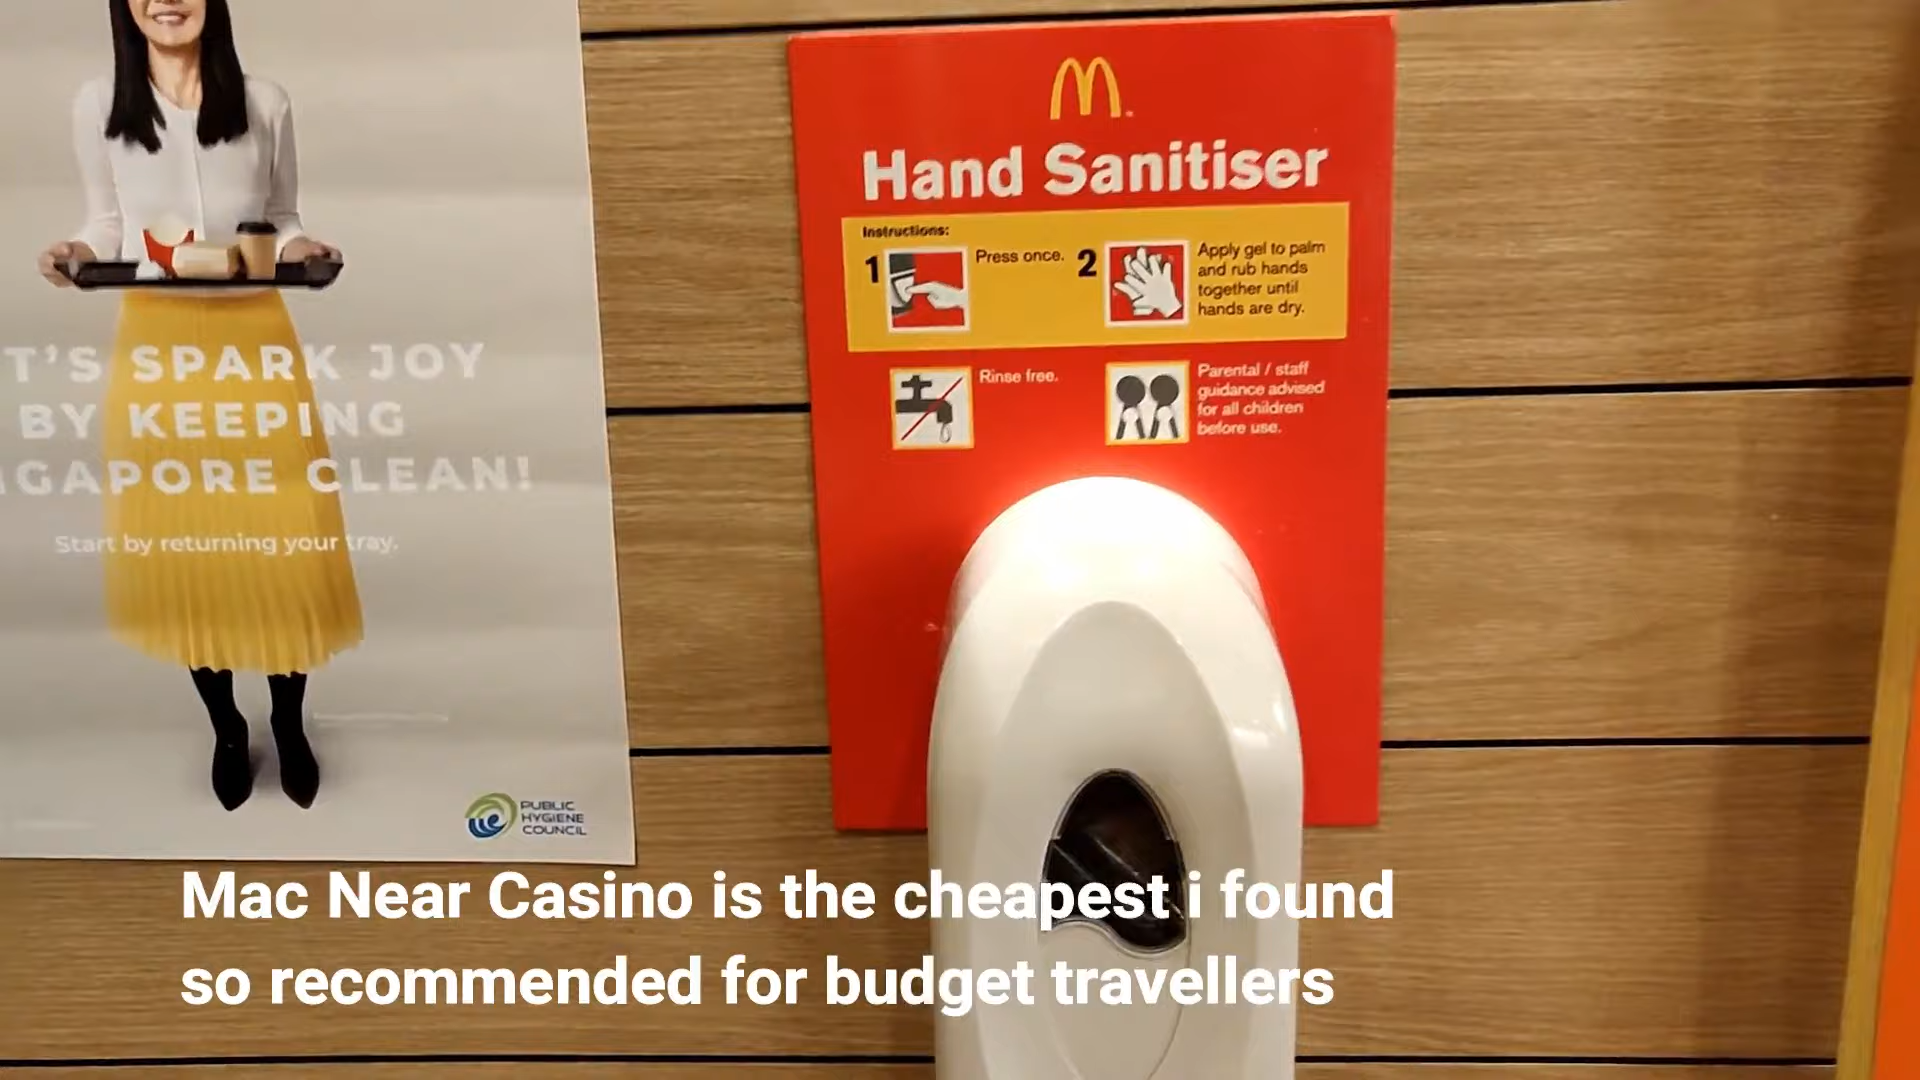 T'S SPARK JOY
BY KEEPING
GAPORE CLEAN!
Start by returning your tray.
PUBLIC
HYGIENE
COUNCIL
Hand Sanitiser
Instructions:
1
Press once.
2
Apply gel to palm
and rub hands
together until
hands are dry.
Rinse free.
Parental / staff
guidance advised
for all children
before use.
Mac Near Casino is the cheapest i found
so recommended for budget travellers